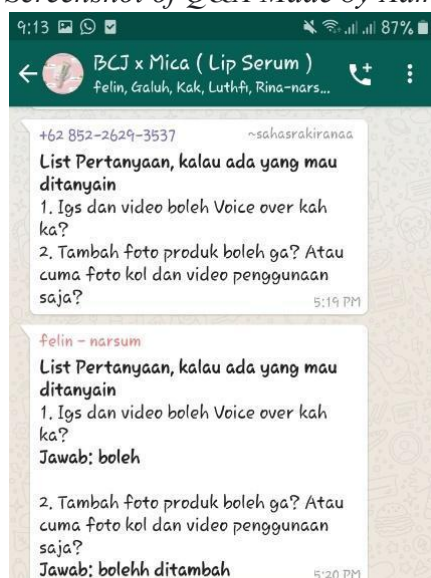 Screenshot of Q&A Made by
9:13 87%
BCJ x Mica ( Lip Serum )
felin, Galuh, Kak, Luthfi, Rina-nars...
+62 852-2629-3537 ~sahasrakiranaa
List Pertanyaan, kalau ada yang mau
ditanyain
1. Igs dan video boleh Voice over kah
ka?
2. Tambah foto produk boleh ga? Atau
cuma foto kol dan video penggunaan
saja?
5:19 PM
felin - narsum
List Pertanyaan, kalau ada yang mau
ditanyain
1. Igs dan video boleh Voice over kah
ka?
Jawab: boleh
2. Tambah foto produk boleh ga? Atau
cuma foto kol dan video penggunaan
saja?
Jawab: bolehh ditambah
5:20 PM